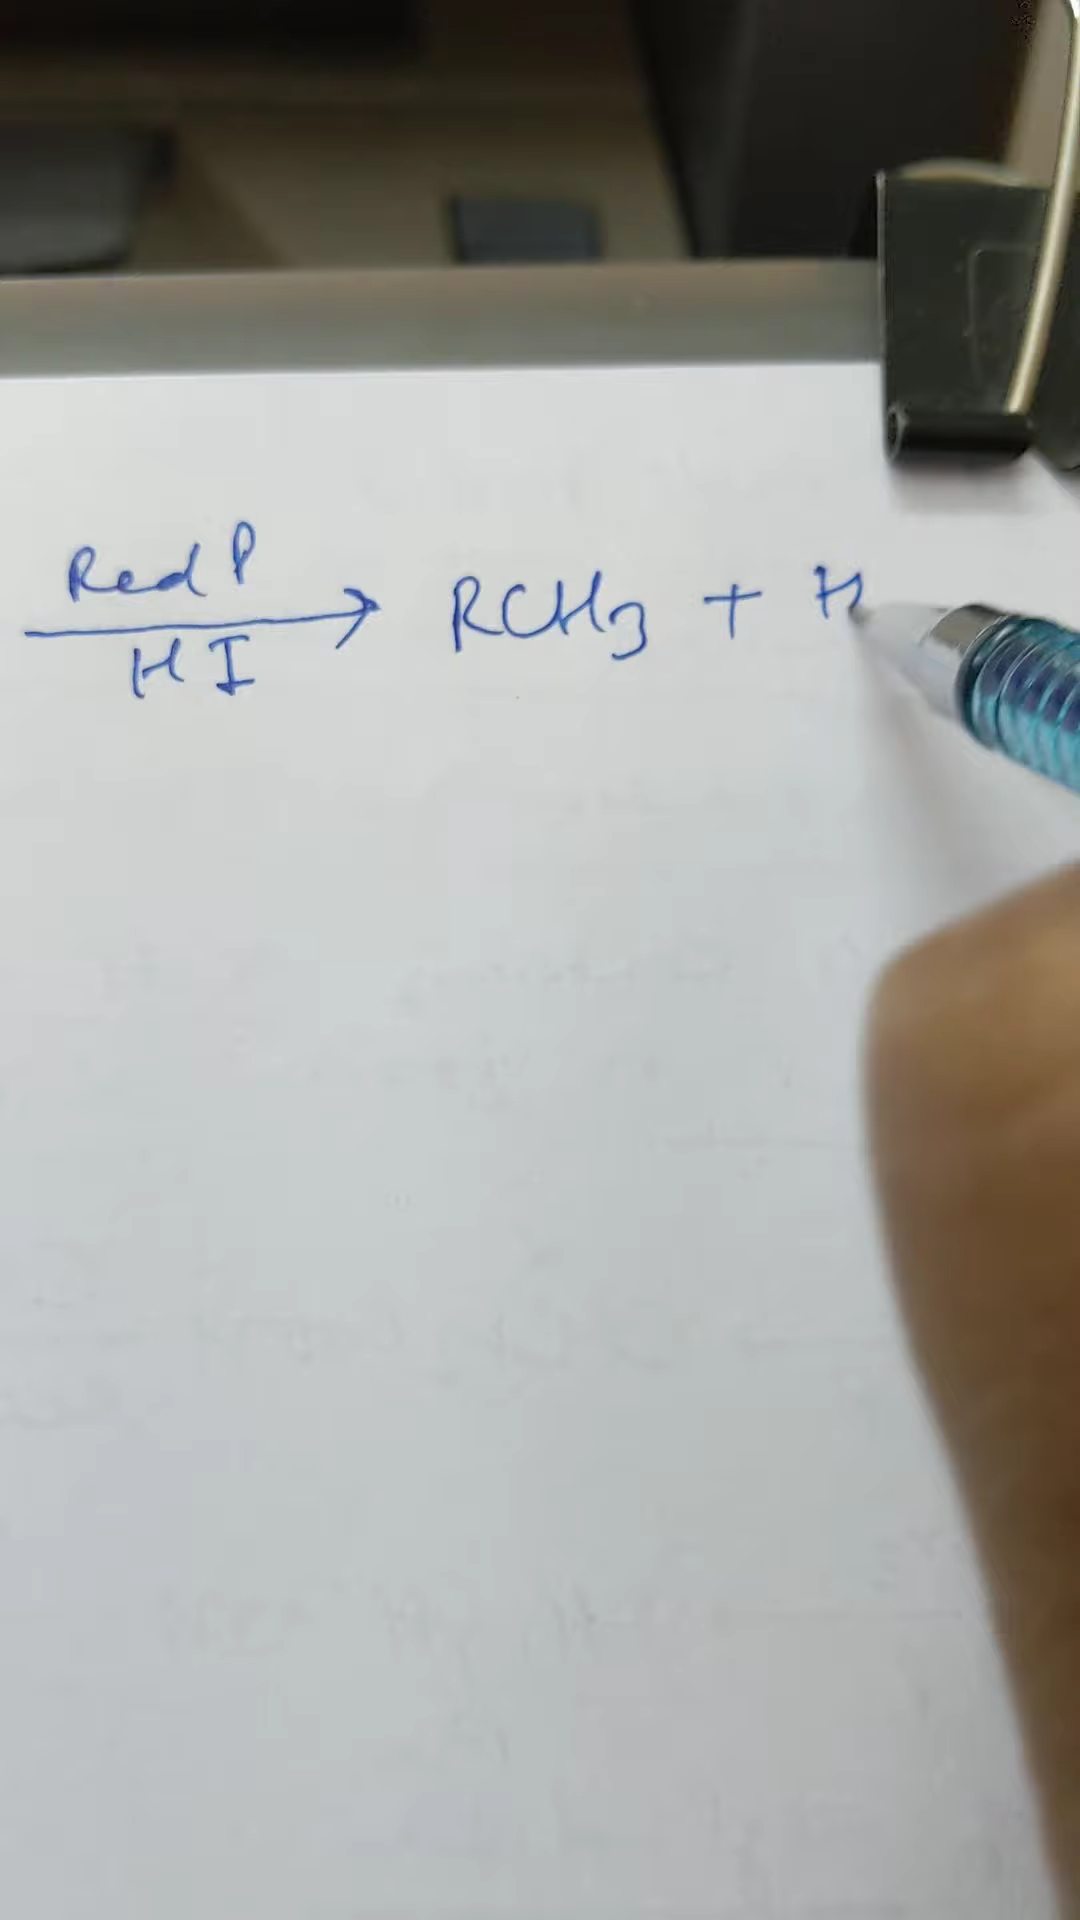 Red P
HI → RCH3 + H